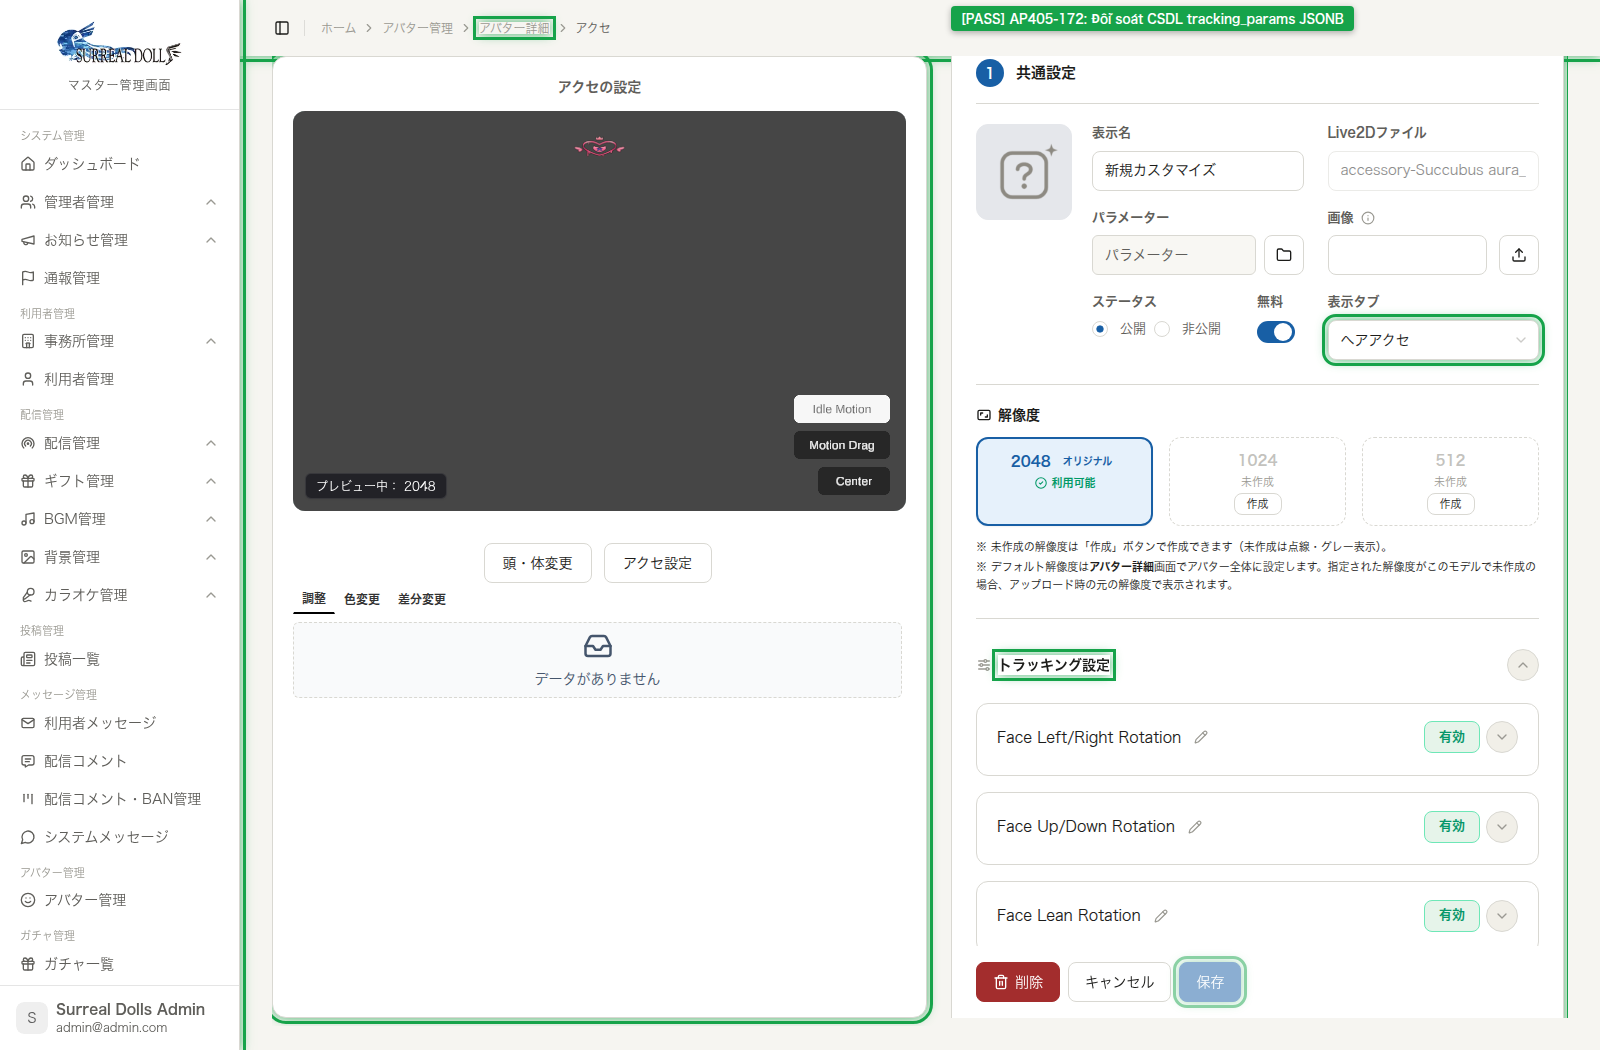 SURREAL DOLL
マスター管理画面
システム管理
ダッシュボード
管理者管理
お知らせ管理
通報管理
利用者管理
事務所管理
利用者管理
配信管理
配信管理
ギフト管理
BGM管理
背景管理
カラオケ管理
投稿管理
投稿一覧
メッセージ管理
利用者メッセージ
配信コメント
配信コメント・BAN管理
システムメッセージ
アバター管理
アバター管理
ガチャ管理
ガチャ一覧
S
Surreal Dolls Admin
admin@admin.com
ホーム > アバター管理 > アバター詳細 > アクセ
[PASS] AP405-172: Đối soát CSDL tracking_params JSONB
アクセの設定
Idle Motion
Motion Drag
Center
プレビュー中： 2048
頭・体変更
アクセ設定
調整 色変更 差分変更
データがありません
1 共通設定
表示名
新規カスタマイズ
Live2Dファイル
accessory-Succubus aura_
パラメーター
パラメーター
画像
ステータス
公開 非公開
無料
表示タブ
ヘアアクセ
解像度
2048 オリジナル
利用可能
1024
未作成
作成
512
未作成
作成
※ 未作成の解像度は「作成」ボタンで作成できます（未作成は点線・グレー表示）。
※ デフォルト解像度はアバター詳細画面でアバター全体に設定します。指定された解像度がこのモデルで未作成の
場合、アップロード時の元の解像度で表示されます。
トラッキング設定
Face Left/Right Rotation
有効
Face Up/Down Rotation
有効
Face Lean Rotation
有効
削除
キャンセル
保存